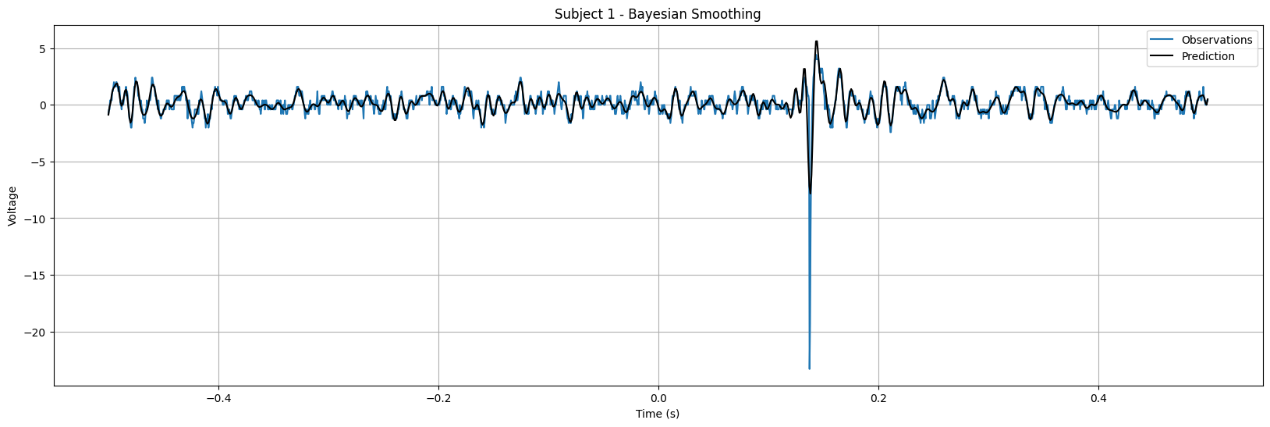 Subject 1 - Bayesian Smoothing
Observations
Prediction
Voltage
5
0
−5
−10
−15
−20
−0.4
−0.2
0.0
0.2
0.4
Time (s)